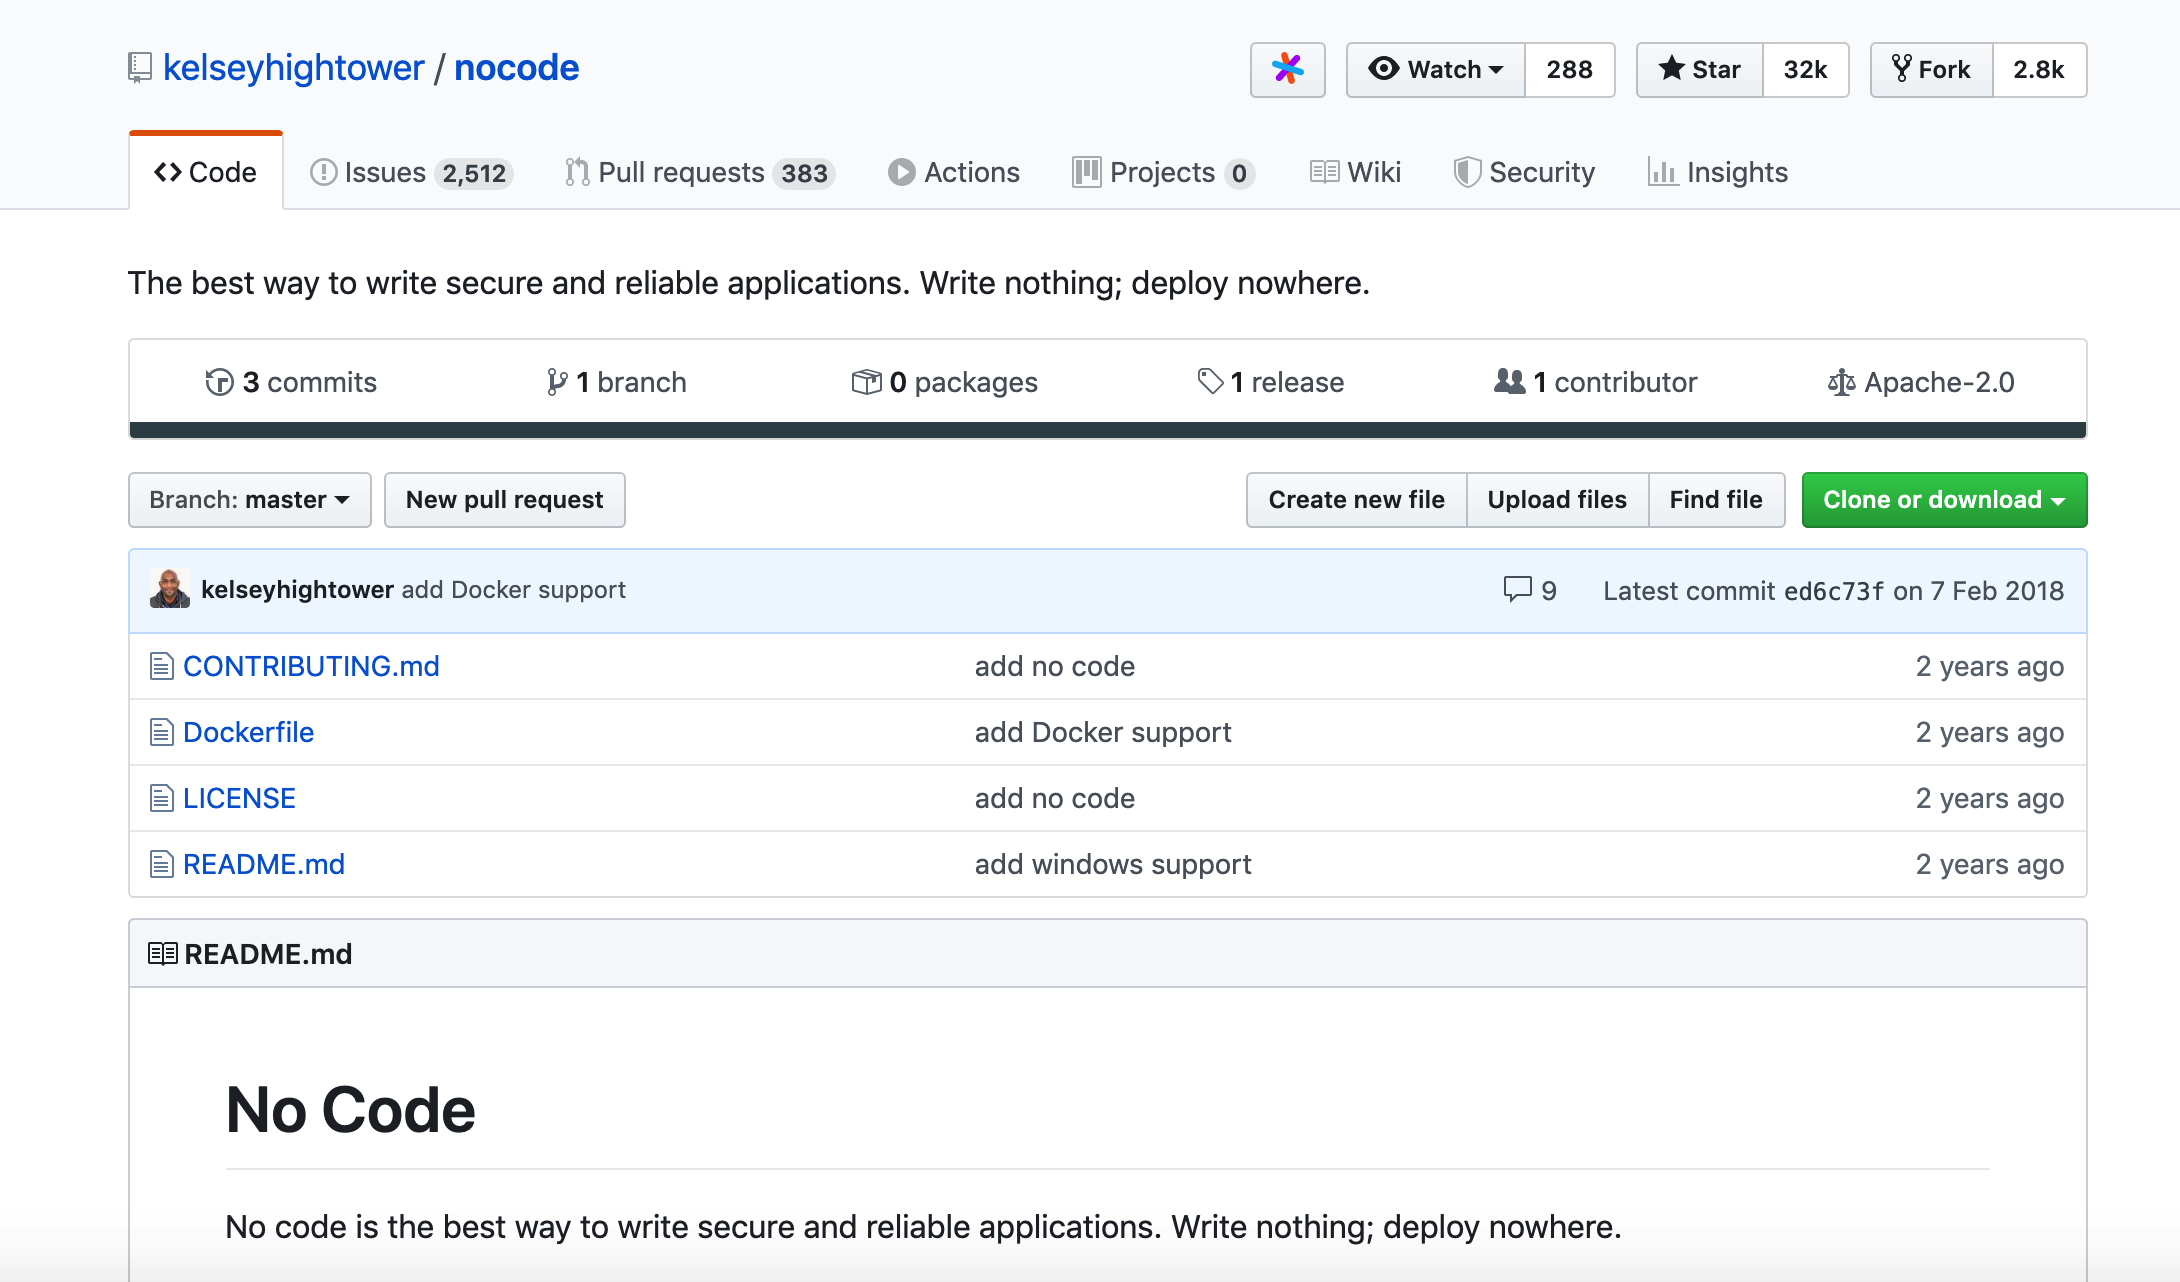 kelseyhightower / nocode
Watch 288 Star 32k Fork 2.8k
Code Issues 2,512 Pull requests 383 Actions Projects 0 Wiki Security Insights
The best way to write secure and reliable applications. Write nothing; deploy nowhere.
3 commits 1 branch 0 packages 1 release 1 contributor Apache-2.0
Branch: master New pull request Create new file Upload files Find file Clone or download
kelseyhightower add Docker support 9 Latest commit ed6c73f on 7 Feb 2018
CONTRIBUTING.md add no code 2 years ago
Dockerfile add Docker support 2 years ago
LICENSE add no code 2 years ago
README.md add windows support 2 years ago
README.md
No Code
No code is the best way to write secure and reliable applications. Write nothing; deploy nowhere.